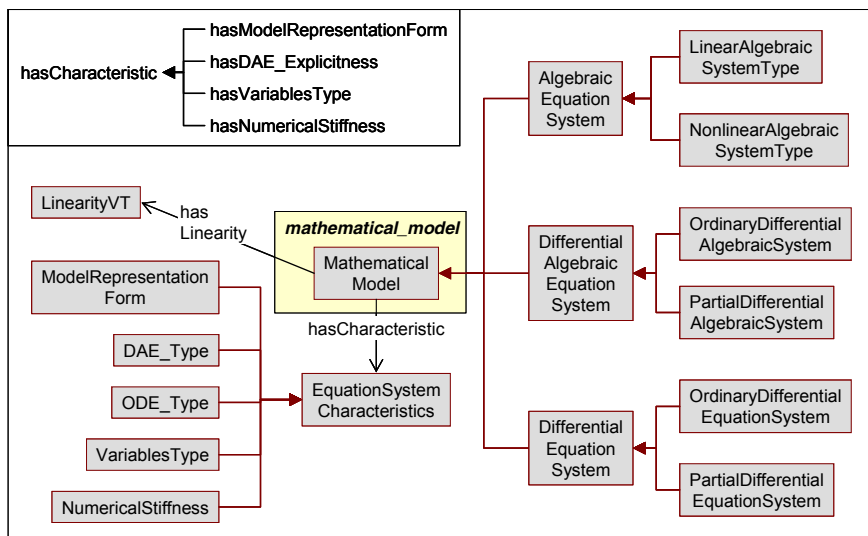 hasCharacteristic
hasModelRepresentationForm
hasDAE_Explicitness
hasVariablesType
hasNumericalStiffness
LinearityVT
has
Linearity
mathematical_model
Mathematical
Model
hasCharacteristic
EquationSystem
Characteristics
ModelRepresentation
Form
DAE_Type
ODE_Type
VariablesType
NumericalStiffness
Algebraic
Equation
System
LinearAlgebraic
SystemType
NonlinearAlgebraic
SystemType
Differential
Algebraic
Equation
System
OrdinaryDifferential
AlgebraicSystem
PartialDifferential
AlgebraicSystem
Differential
Equation
System
OrdinaryDifferential
EquationSystem
PartialDifferential
EquationSystem